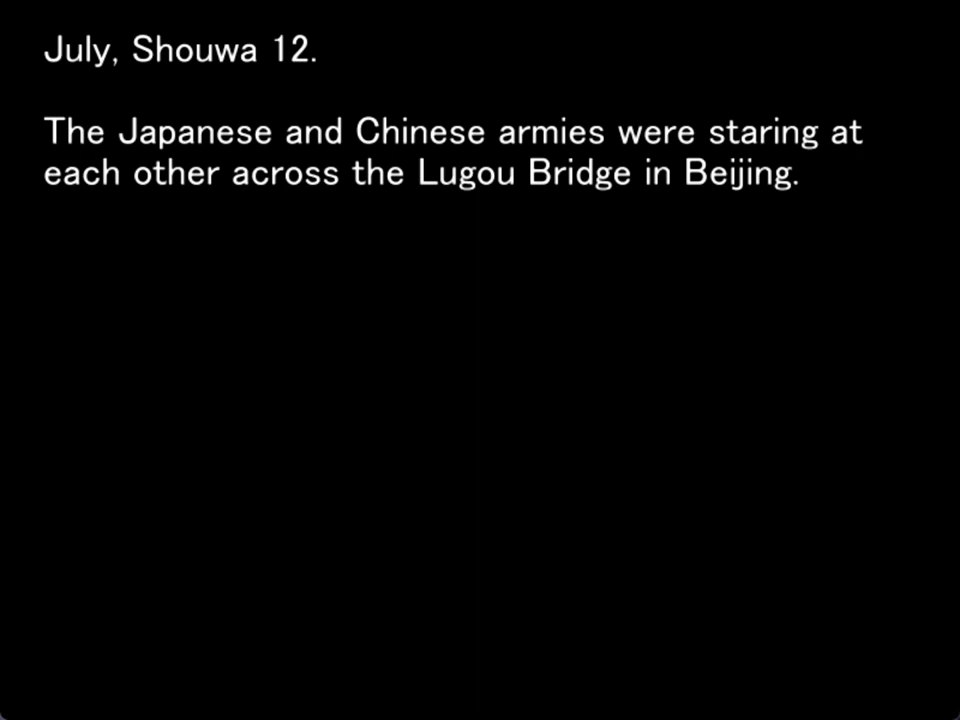 July, Shouwa 12.
The Japanese and Chinese armies were staring at
each other across the Lugou Bridge in Beijing.